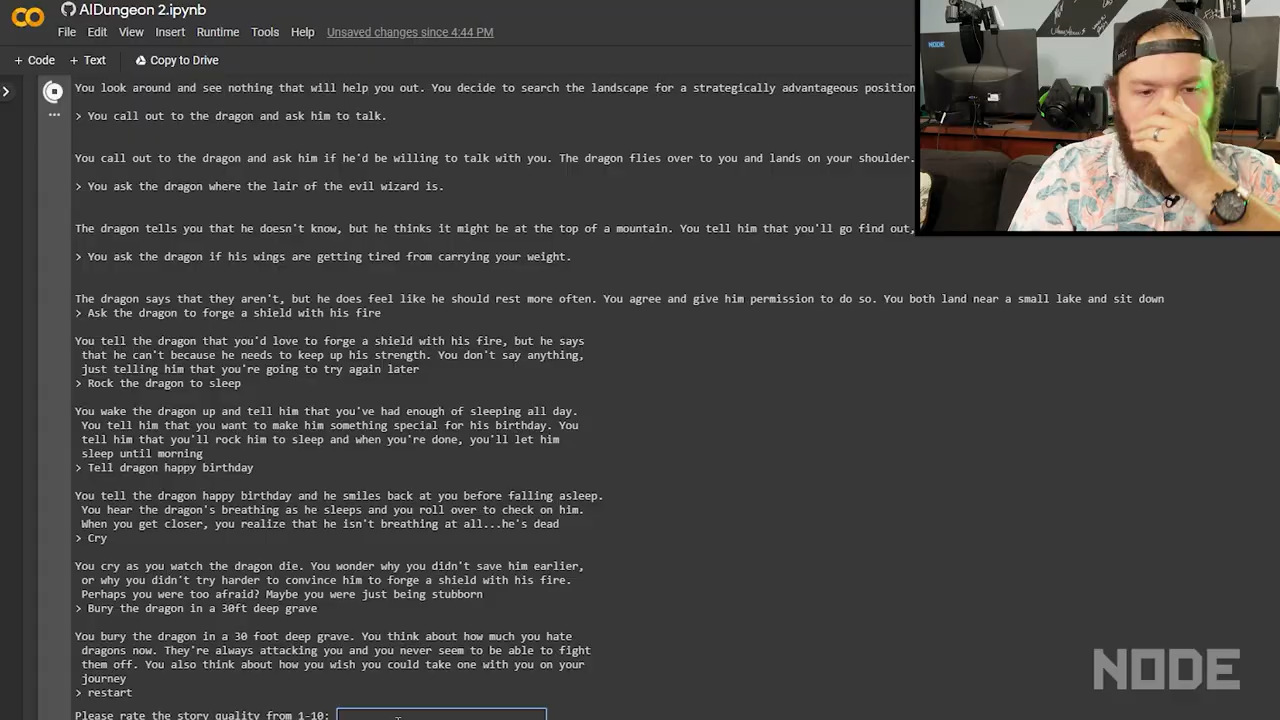 AIDungeon 2.ipynb
File Edit View Insert Runtime Tools Help Unsaved changes since 4:44 PM
+ Code + Text Copy to Drive
You look around and see nothing that will help you out. You decide to search the landscape for a strategically advantageous position
> You call out to the dragon and ask him to talk.
You call out to the dragon and ask him if he'd be willing to talk with you. The dragon flies over to you and lands on your shoulder.
> You ask the dragon where the lair of the evil wizard is.
The dragon tells you that he doesn't know, but he thinks it might be at the top of a mountain. You tell him that you'll go find out,
> You ask the dragon if his wings are getting tired from carrying your weight.
The dragon says that they aren't, but he does feel like he should rest more often. You agree and give him permission to do so. You both land near a small lake and sit down
> Ask the dragon to forge a shield with his fire
You tell the dragon that you'd love to forge a shield with his fire, but he says
that he can't because he needs to keep up his strength. You don't say anything,
just telling him that you're going to try again later
> Rock the dragon to sleep
You wake the dragon up and tell him that you've had enough of sleeping all day.
You tell him that you want to make him something special for his birthday. You
tell him that you'll rock him to sleep and when you're done, you'll let him
sleep until morning
> Tell dragon happy birthday
You tell the dragon happy birthday and he smiles back at you before falling asleep.
You hear the dragon's breathing as he sleeps and you roll over to check on him.
When you get closer, you realize that he isn't breathing at all...he's dead
> Cry
You cry as you watch the dragon die. You wonder why you didn't save him earlier,
or why you didn't try harder to convince him to forge a shield with his fire.
Perhaps you were too afraid? Maybe you were just being stubborn
> Bury the dragon in a 30ft deep grave
You bury the dragon in a 30 foot deep grave. You think about how much you hate
dragons now. They're always attacking you and you never seem to be able to fight
them off. You also think about how you wish you could take one with you on your
journey
> restart
Please rate the story quality from 1-10:
NODE
NODE